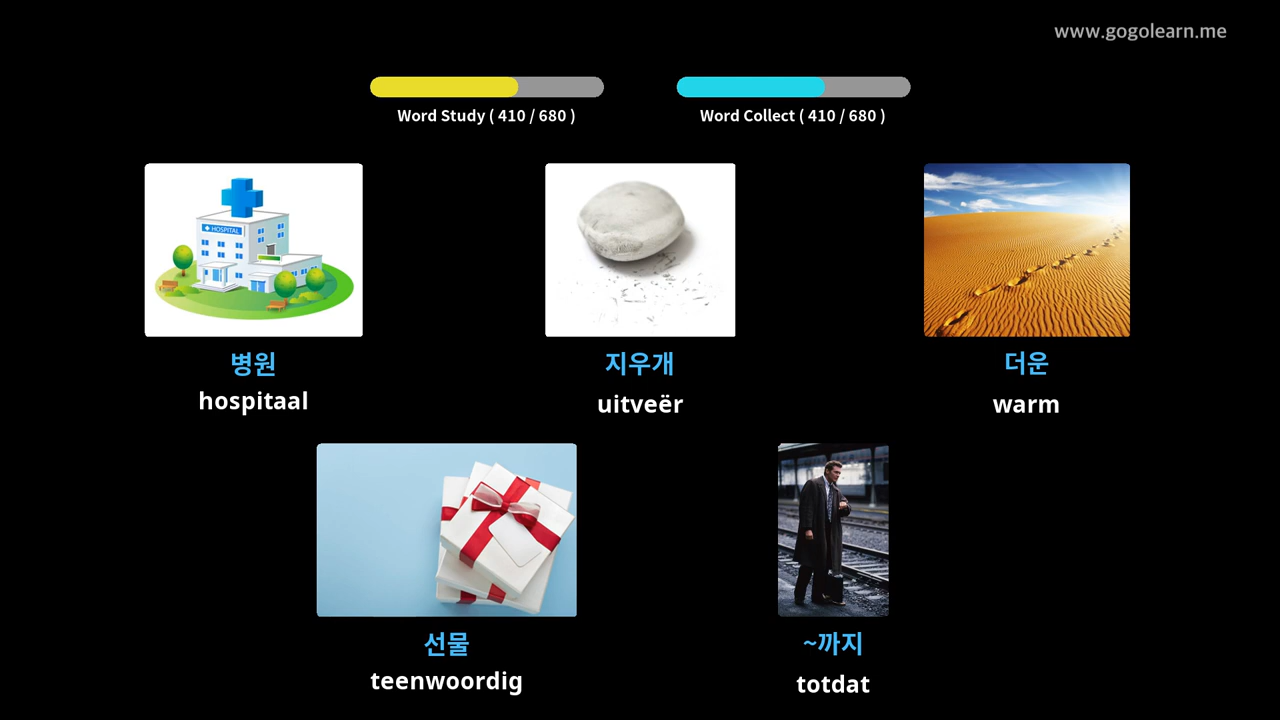 www.gogolearn.me
Word Study ( 410 / 680 )
Word Collect ( 410 / 680 )
HOSPITAL
병원
지우개
더운
hospitaal
uitveër
warm
선물
~까지
teenwoordig
totdat